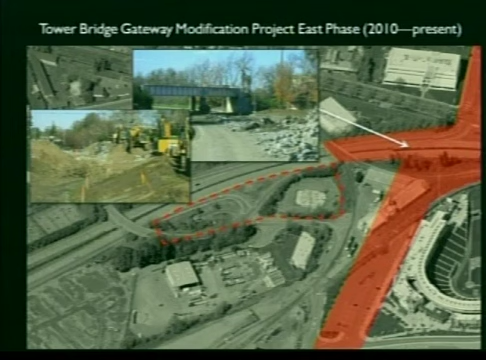 Tower Bridge Gateway Modification Project East Phase (2010—present)